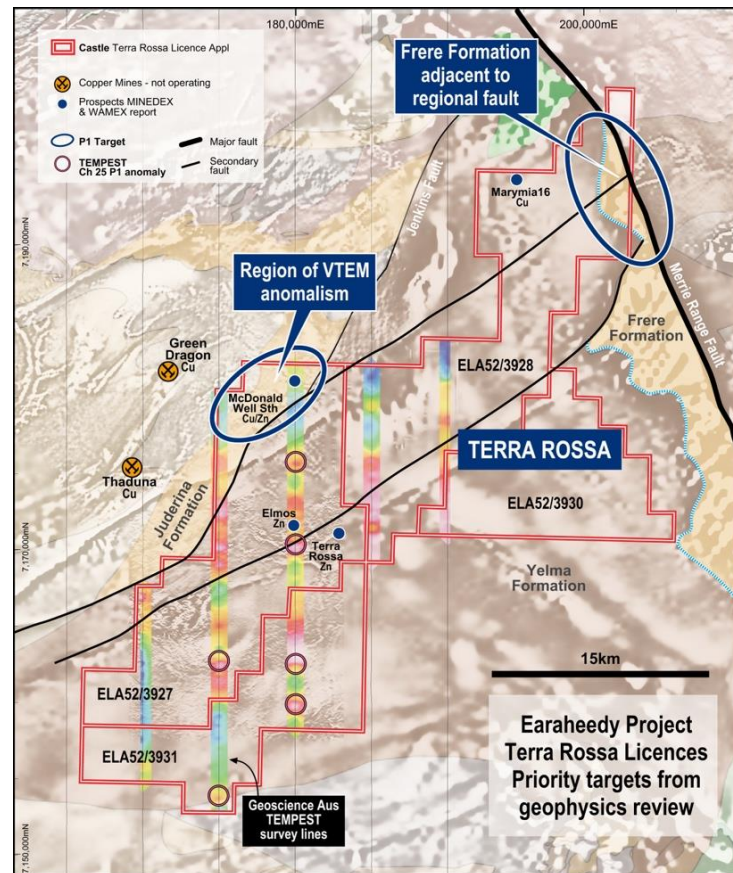 180,000mE
200,000mE
Castle Terra Rossa Licence Appl
Copper Mines - not operating
Prospects MINEDEX
& WAMEX report
P1 Target
Major fault
TEMPEST
Ch 25 P1 anomaly
Secondary
fault
Frere Formation
adjacent to
regional fault
Marymia16
Cu
Jenkins Fault
7,190,000mN
Region of VTEM
anomalism
Merrie Range Fault
Frere
Formation
Green
Dragon
Cu
ELA52/3928
McDonald
Well Sth
Cu/Zn
TERRA ROSSA
Thaduna
Cu
ELA52/3930
Juderina
Formation
Elmos
Zn
Terra
Rossa
Zn
7,170,000mN
Yelma
Formation
15km
ELA52/3927
ELA52/3931
Earaheedy Project
Terra Rossa Licences
Priority targets from
geophysics review
Geoscience Aus
TEMPEST
survey lines
7,150,000mN